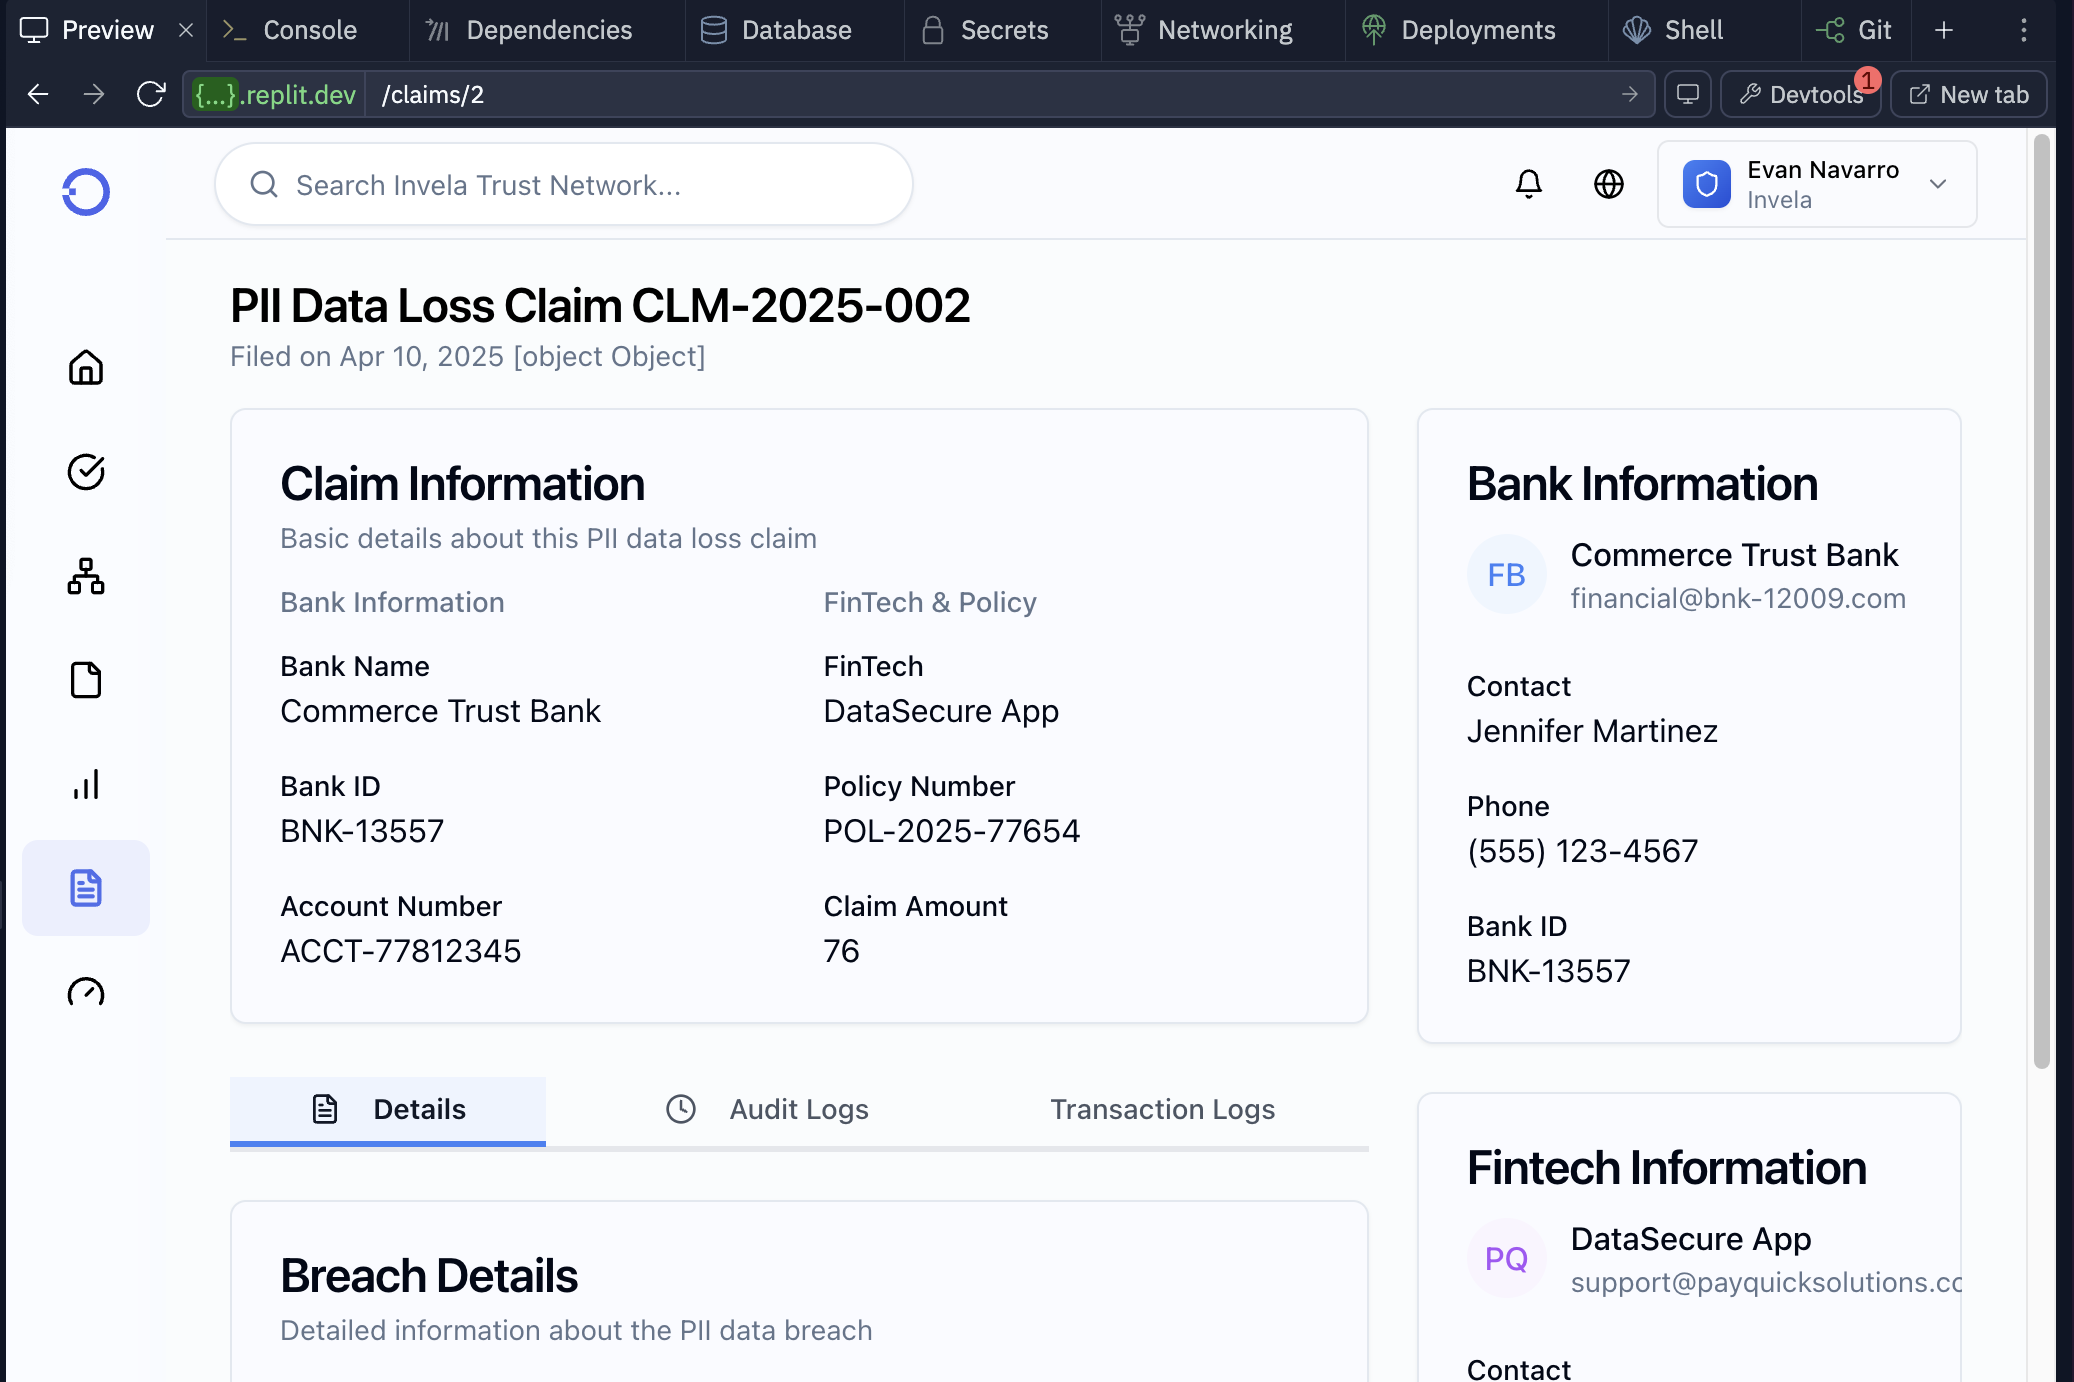 Preview
Console
Dependencies
Database
Secrets
Networking
Deployments
Shell
Git
{...}.replit.dev
/claims/2
Devtools
1
New tab
Search Invela Trust Network...
Evan Navarro
Invela
PII Data Loss Claim CLM-2025-002
Filed on Apr 10, 2025 [object Object]
Claim Information
Basic details about this PII data loss claim
Bank Information
FinTech & Policy
Bank Name
FinTech
Commerce Trust Bank
DataSecure App
Bank ID
Policy Number
BNK-13557
POL-2025-77654
Account Number
Claim Amount
ACCT-77812345
76
Details
Audit Logs
Transaction Logs
Breach Details
Detailed information about the PII data breach
Bank Information
FB
Commerce Trust Bank
financial@bnk-12009.com
Contact
Jennifer Martinez
Phone
(555) 123-4567
Bank ID
BNK-13557
Fintech Information
PQ
DataSecure App
support@payquicksolutions.cc
Contact